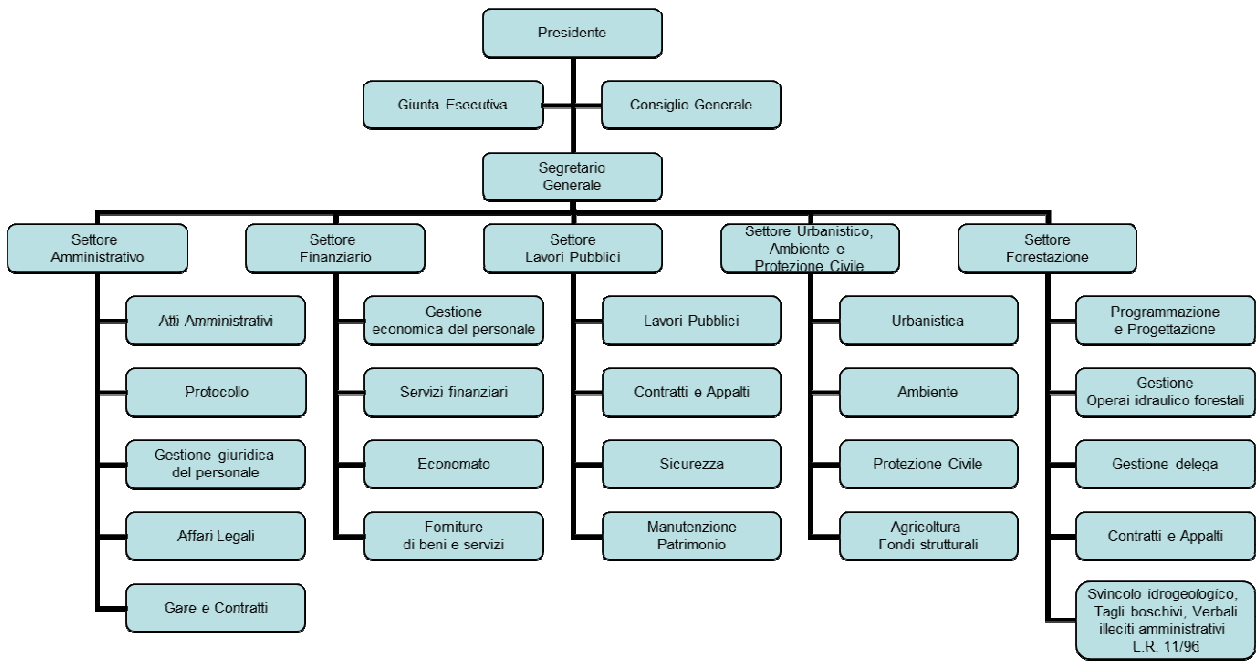 Presidente
Giunta Esecutiva
Consiglio Generale
Segretario
Generale
Settore
Amministrativo
Atti Amministrativi
Protocollo
Gestione giuridica
del personale
Affari Legali
Gare e Contratti
Settore
Finanziario
Gestione
economica del personale
Servizi finanziari
Economato
Forniture
di beni e servizi
Settore
Lavori Pubblici
Lavori Pubblici
Contratti e Appalti
Sicurezza
Manutenzione
Patrimonio
Settore Urbanistico,
Ambiente e
Protezione Civile
Urbanistica
Ambiente
Protezione Civile
Agricoltura
Fondi strutturali
Settore
Forestazione
Programmazione
e Progettazione
Gestione
Operai idraulico forestali
Gestione delega
Contratti e Appalti
Svincolo idrogeologico,
Tagli boschivi, Verbali
illeciti amministrativi
L.R. 11/96